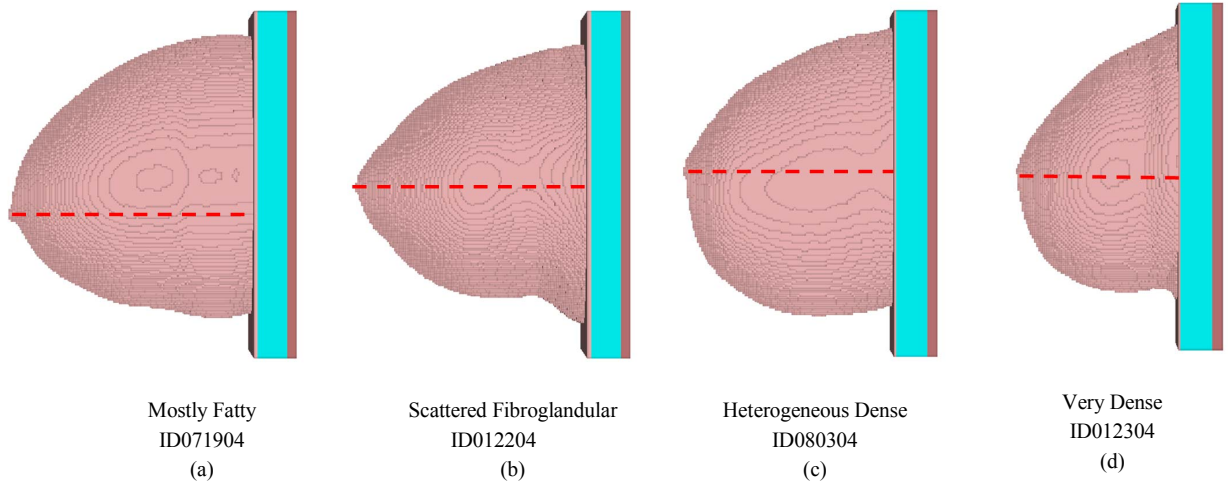 Mostly Fatty
ID071904
(a)
Scattered Fibroglandular
ID012204
(b)
Heterogeneous Dense
ID080304
(c)
Very Dense
ID012304
(d)